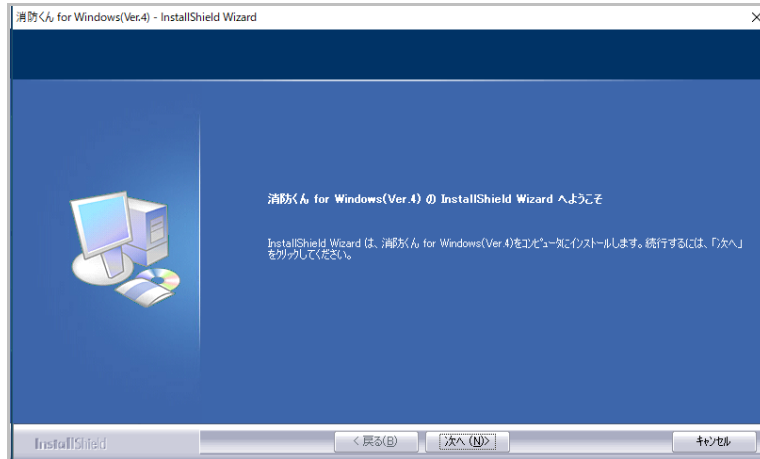 消防くん for Windows(Ver.4) - InstallShield Wizard
消防くん for Windows(Ver.4) の InstallShield Wizard へようこそ
InstallShield Wizard は、消防くん for Windows(Ver.4)をｺﾝﾋﾟｭｰﾀにｲﾝｽﾄｰﾙします。続行するには、「次へ」
をｸﾘｯｸしてください。
InstallShield
< 戻る(B)
次へ (N)>
ｷｬﾝｾﾙ